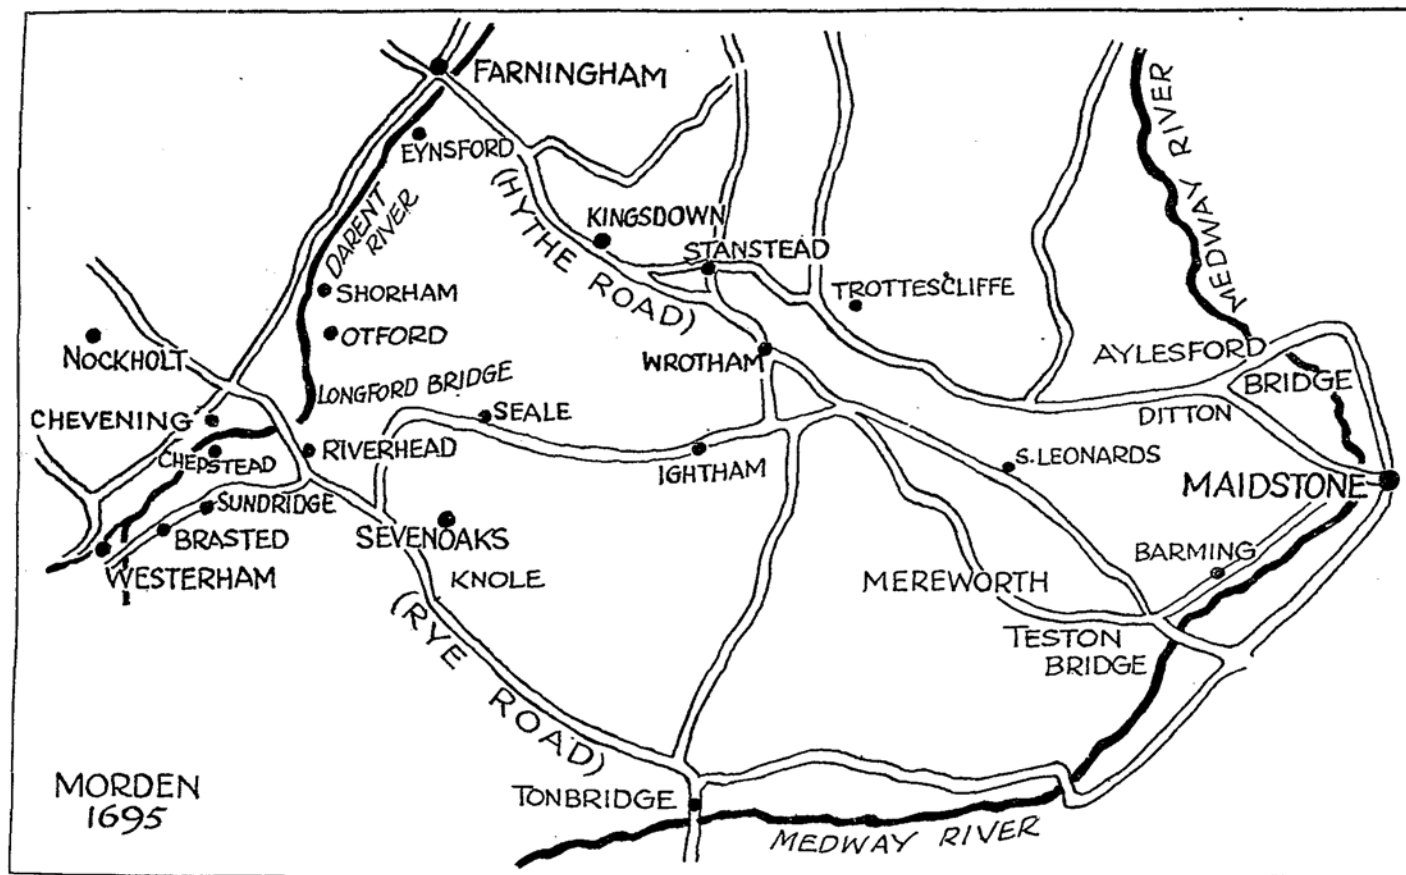 FARNINGHAM
EYNSFORD
MEDWAY RIVER
DARENT
RIVER
(HYTHE ROAD)
KINGSDOWN
STANSTEAD
SHORHAM
TROTTESCLIFFE
OTFORD
NOCKHOLT
WROTHAM
AYLESFORD
BRIDGE
LONGFORD BRIDGE
CHEVENING
SEALE
DITTON
RIVERHEAD
CHEPSTEAD
IGHTHAM
S. LEONARDS
MAIDSTONE
SUNDRIDGE
BRASTED
SEVENOAKS
BARMING
WESTERHAM
KNOLE
MEREWORTH
(RYE ROAD)
TESTON
BRIDGE
MORDEN
1695
TONBRIDGE
MEDWAY RIVER